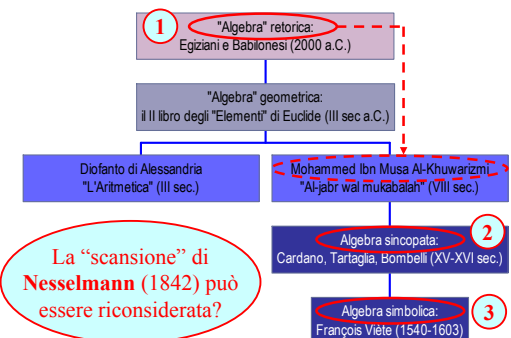 1
"Algebra" retorica:
Egiziani e Babilonesi (2000 a.C.)
"Algebra" geometrica:
il II libro degli "Elementi" di Euclide (III sec a.C.)
Diofanto di Alessandria
"L'Aritmetica" (III sec.)
Mohammed Ibn Musa Al-Khuwarizmi
"Al-jabr wal mukabalah" (VIII sec.)
2
Algebra sincopata:
Cardano, Tartaglia, Bombelli (XV-XVI sec.)
La “scansione” di
Nesselmann (1842) può
essere riconsiderata?
Algebra simbolica:
3
François Viète (1540-1603)